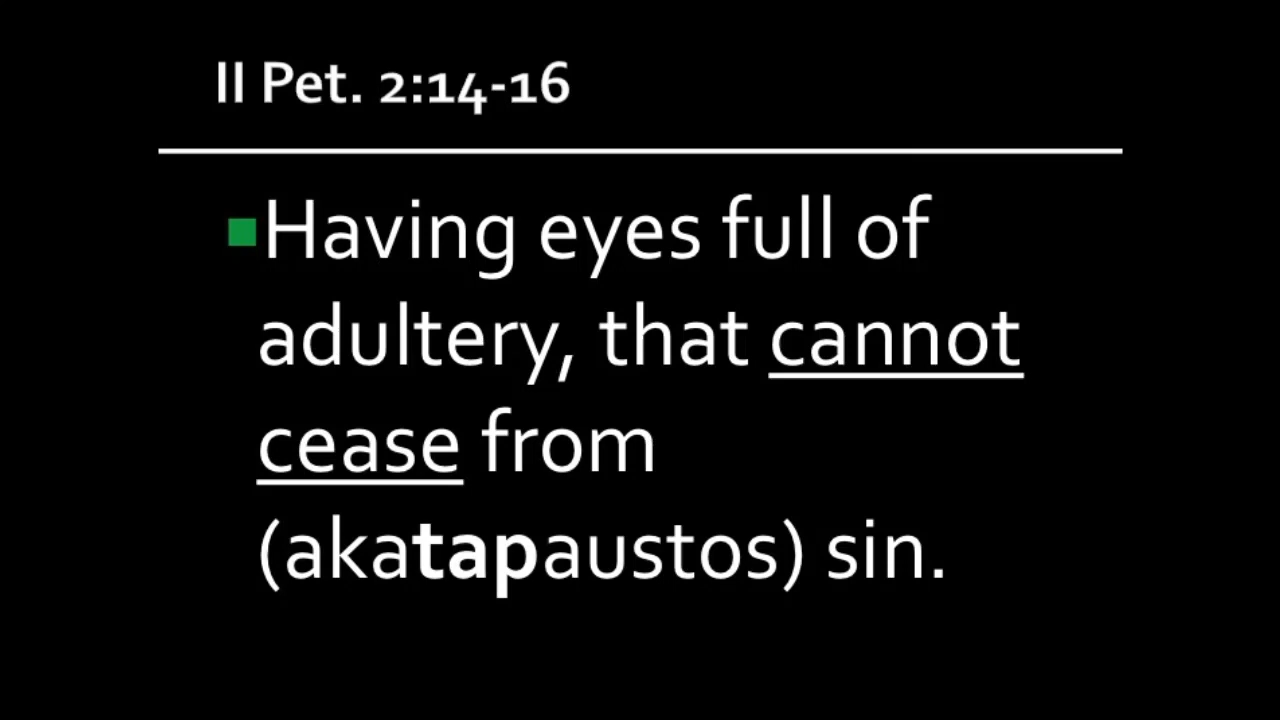 II Pet. 2:14-16
Having eyes full of
adultery, that cannot
cease from
(akatapaustos) sin.